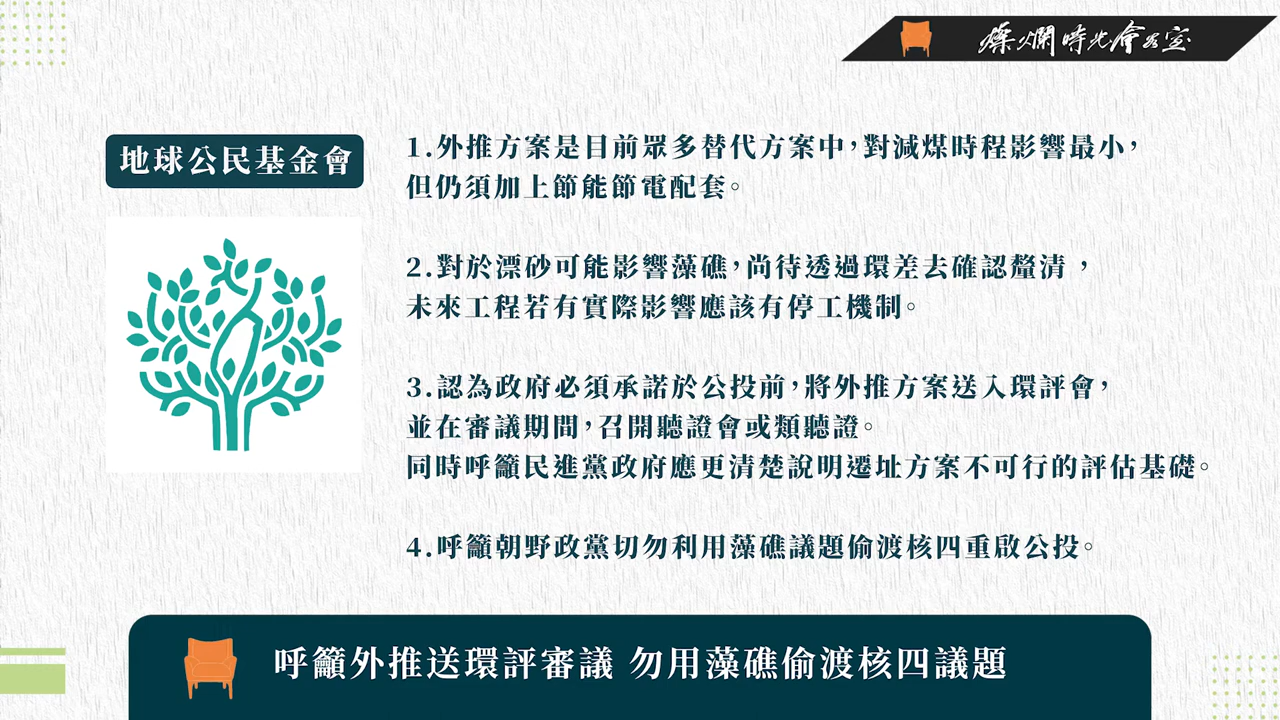 燦爛時光會客室
地球公民基金會
1.外推方案是目前眾多替代方案中,對減煤時程影響最小,
但仍須加上節能節電配套。
2.對於漂砂可能影響藻礁,尚待透過環差去確認釐清 ,
未來工程若有實際影響應該有停工機制。
3.認為政府必須承諾於公投前,將外推方案送入環評會,
並在審議期間,召開聽證會或類聽證。
同時呼籲民進黨政府應更清楚說明遷址方案不可行的評估基礎。
4.呼籲朝野政黨切勿利用藻礁議題偷渡核四重啟公投。
呼籲外推送環評審議 勿用藻礁偷渡核四議題